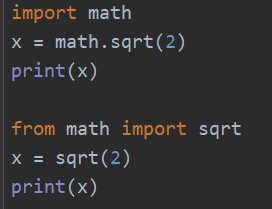 import math
x = math.sqrt(2)
print(x)

from math import sqrt
x = sqrt(2)
print(x)